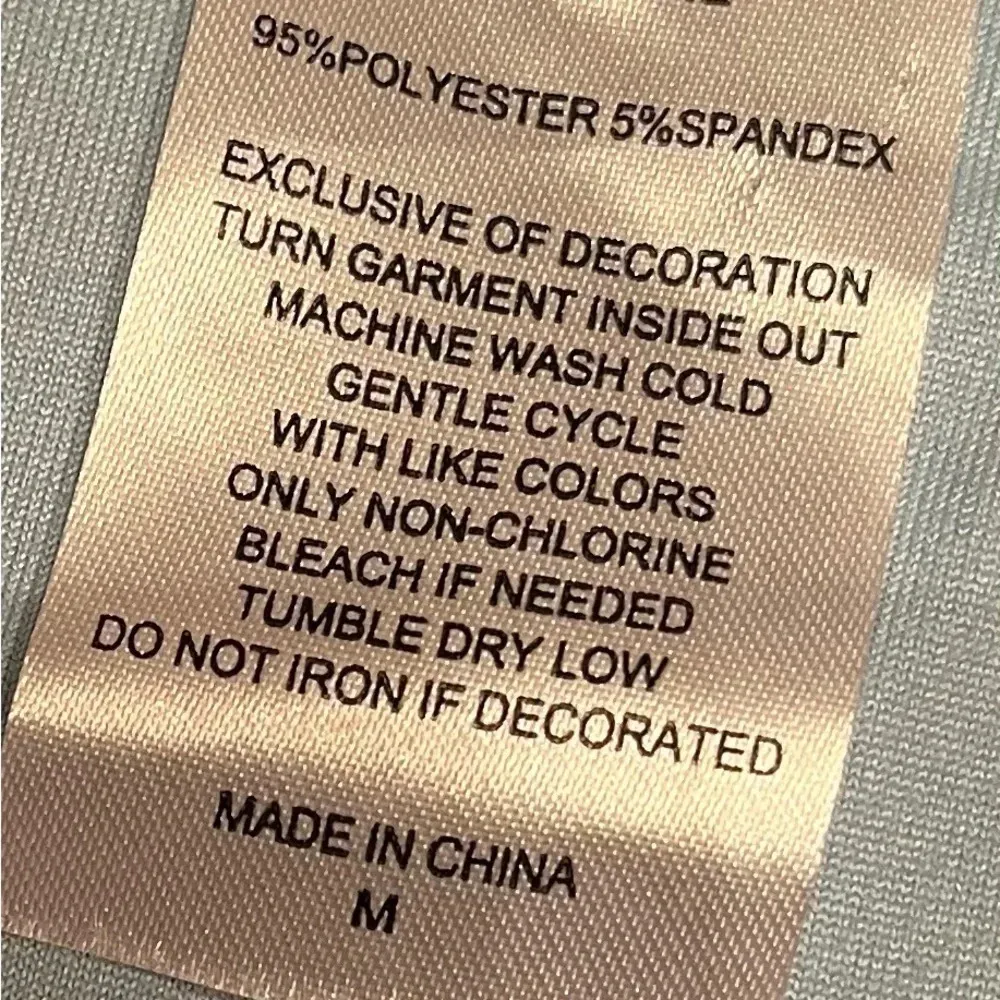 95%POLYESTER 5%SPANDEX
EXCLUSIVE OF DECORATION
TURN GARMENT INSIDE OUT
MACHINE WASH COLD
GENTLE CYCLE
WITH LIKE COLORS
ONLY NON-CHLORINE
BLEACH IF NEEDED
TUMBLE DRY LOW
DO NOT IRON IF DECORATED
MADE IN CHINA
M